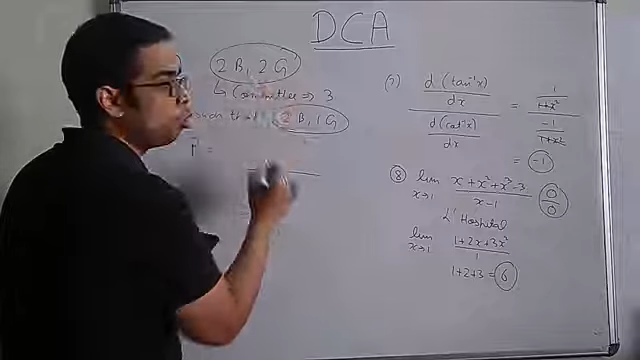 DCA
2 B, 2 G
↳ Committee => 3
such that 2 B, 1 G
P =
(7) d (tan⁻¹x) / dx / d (cot⁻¹x) / dx = 1 / 1+x² / -1 / 1+x²
= -1
(8) lim x→1 x + x² + x³ - 3 / x - 1 0/0
L' Hospital
lim x→1 1 + 2x + 3x² / 1
1 + 2 + 3 = 6